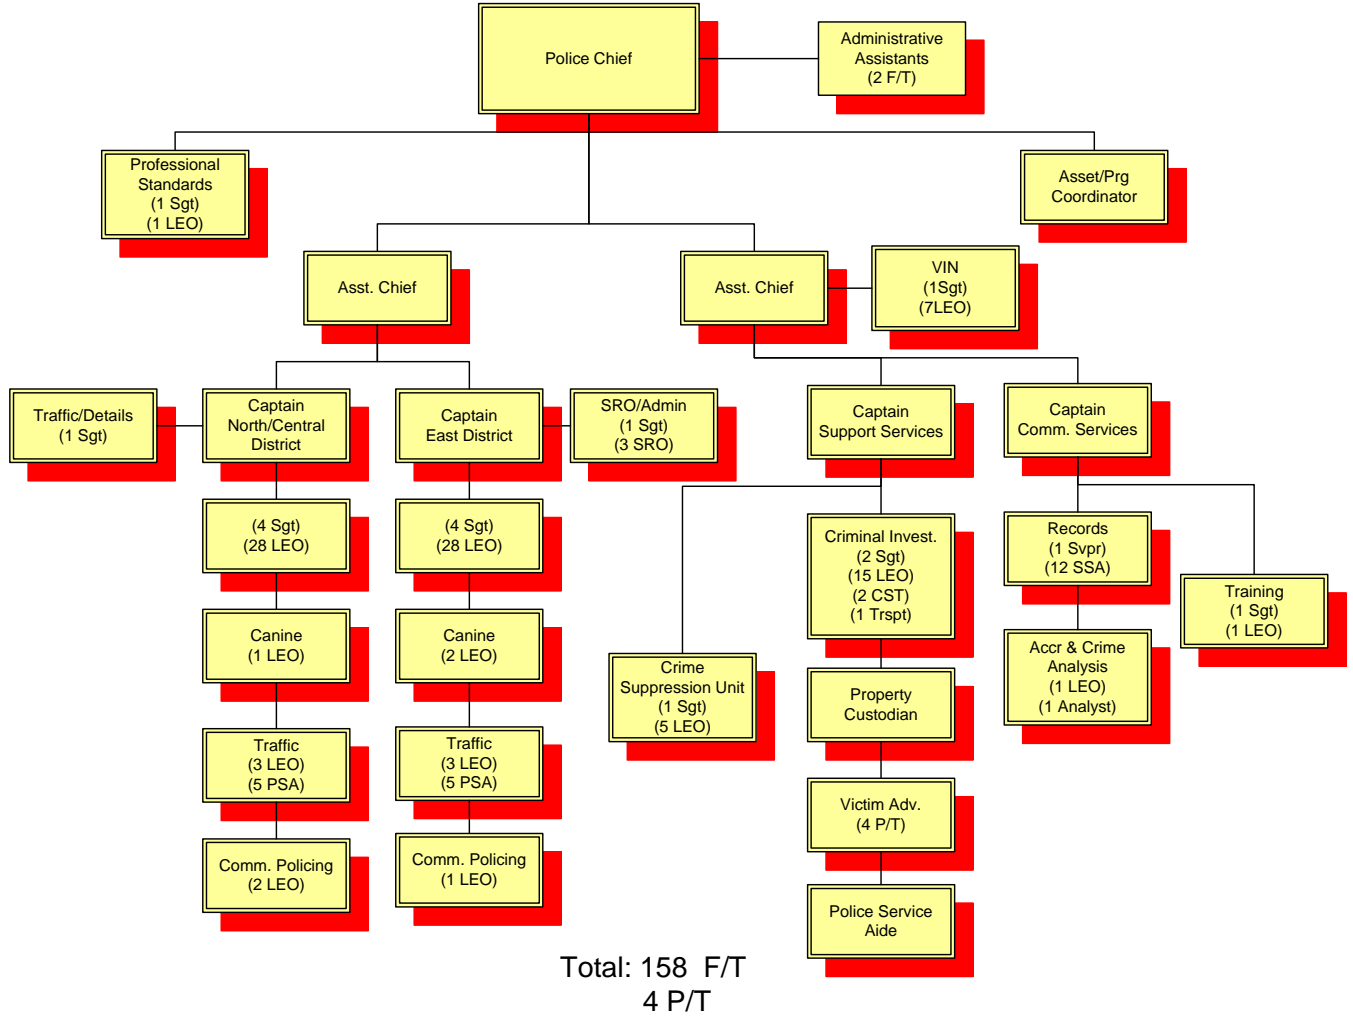 Police Chief
Administrative
Assistants
(2 F/T)
Professional
Standards
(1 Sgt)
(1 LEO)
Asset/Prg
Coordinator
Asst. Chief
Asst. Chief
VIN
(1Sgt)
(7LEO)
Traffic/Details
(1 Sgt)
Captain
North/Central
District
Captain
East District
SRO/Admin
(1 Sgt)
(3 SRO)
Captain
Support Services
Captain
Comm. Services
(4 Sgt)
(28 LEO)
(4 Sgt)
(28 LEO)
Criminal Invest.
(2 Sgt)
(15 LEO)
(2 CST)
(1 Trspt)
Records
(1 Svpr)
(12 SSA)
Training
(1 Sgt)
(1 LEO)
Canine
(1 LEO)
Canine
(2 LEO)
Crime
Suppression Unit
(1 Sgt)
(5 LEO)
Property
Custodian
Accr & Crime
Analysis
(1 LEO)
(1 Analyst)
Traffic
(3 LEO)
(5 PSA)
Traffic
(3 LEO)
(5 PSA)
Victim Adv.
(4 P/T)
Comm. Policing
(2 LEO)
Comm. Policing
(1 LEO)
Police Service
Aide
Total: 158 F/T
4 P/T